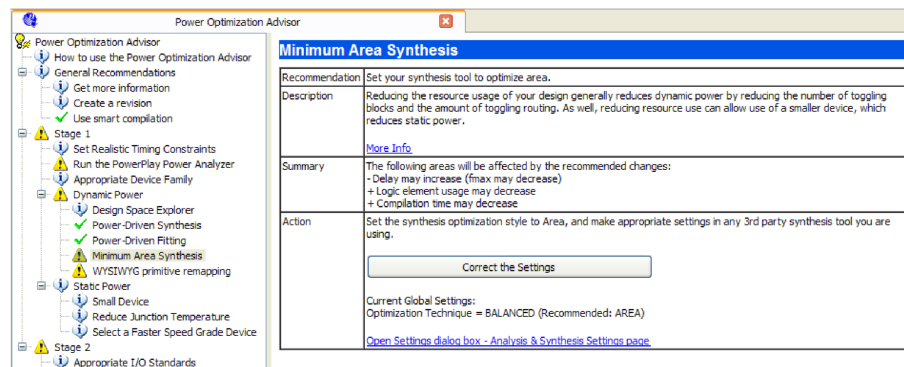 Power Optimization Advisor
Power Optimization Advisor
How to use the Power Optimization Advisor
General Recommendations
Get more information
Create a revision
Use smart compilation
Stage 1
Set Realistic Timing Constraints
Run the PowerPlay Power Analyzer
Appropriate Device Family
Dynamic Power
Design Space Explorer
Power-Driven Synthesis
Power-Driven Fitting
Minimum Area Synthesis
WYSIWYG primitive remapping
Static Power
Small Device
Reduce Junction Temperature
Select a Faster Speed Grade Device
Stage 2
Appropriate I/O Standards
Minimum Area Synthesis
Recommendation Set your synthesis tool to optimize area.
Description Reducing the resource usage of your design generally reduces dynamic power by reducing the number of toggling
blocks and the amount of toggling routing. As well, reducing resource use can allow use of a smaller device, which
reduces static power.
More Info
Summary The following areas will be affected by the recommended changes:
- Delay may increase (fmax may decrease)
+ Logic element usage may decrease
+ Compilation time may decrease
Action Set the synthesis optimization style to Area, and make appropriate settings in any 3rd party synthesis tool you are
using.
Correct the Settings
Current Global Settings:
Optimization Technique = BALANCED (Recommended: AREA)
Open Settings dialog box - Analysis & Synthesis Settings page